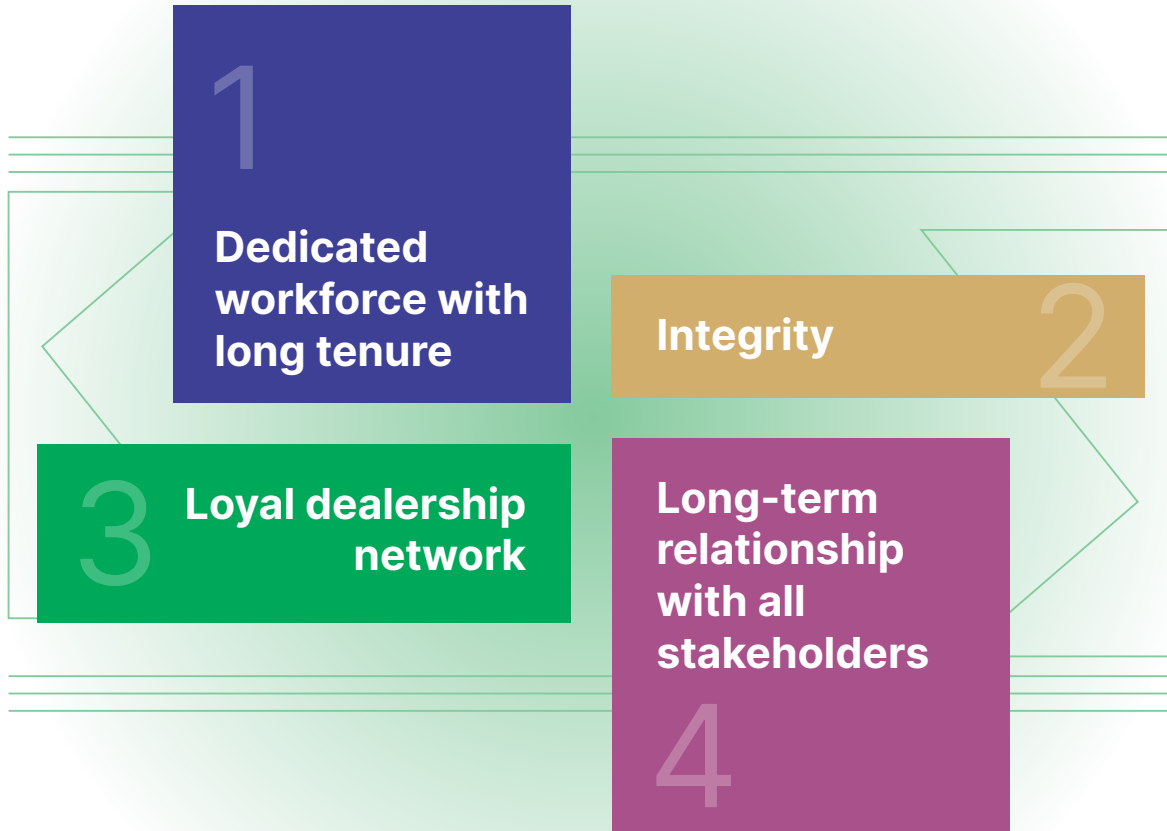 1
Dedicated
workforce with
long tenure
Integrity
2
3
Loyal dealership
network
Long-term
relationship
with all
stakeholders
4